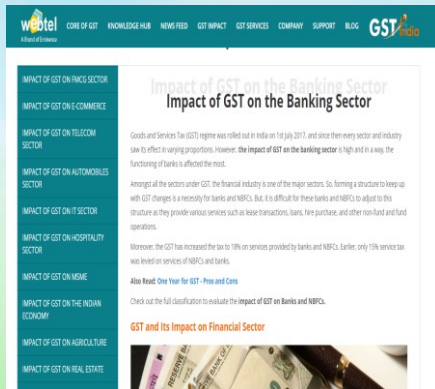 webtel
A Brand of Eminence
CORE OF GST KNOWLEDGE HUB NEWS FEED GST IMPACT GST SERVICES COMPANY SUPPORT BLOG
GST India
IMPACT OF GST ON FMCG SECTOR
IMPACT OF GST ON E-COMMERCE
IMPACT OF GST ON TELECOM
SECTOR
IMPACT OF GST ON AUTOMOBILES
SECTOR
IMPACT OF GST ON IT SECTOR
IMPACT OF GST ON HOSPITALITY
SECTOR
IMPACT OF GST ON MSME
IMPACT OF GST ON THE INDIAN
ECONOMY
IMPACT OF GST ON AGRICULTURE
IMPACT OF GST ON REAL ESTATE
Impact of GST on the Banking Sector
Impact of GST on the Banking Sector
Goods and Services Tax (GST) regime was rolled out in India on 1st July 2017, and since then every sector and industry
saw its effect in varying proportions. However, the impact of GST on the banking sector is high and in a way, the
functioning of banks is affected the most.
Amongst all the sectors under GST, the financial industry is one of the major sectors. So, forming a structure to keep up
with GST changes is a necessity for banks and NBFCs. But, it is difficult for these banks and NBFCs to adjust to this
structure as they provide various services such as lease transactions, loans, hire purchase, and other non-fund and fund
operations.
Moreover, the GST has increased the tax to 18% on services provided by banks and NBFCs. Earlier, only 15% service tax
was levied on services of NBFCs and banks.
Also Read: One Year for GST - Pros and Cons
Check out the full classification to evaluate the impact of GST on Banks and NBFCs.
GST and Its Impact on Financial Sector
RESERVE BANK